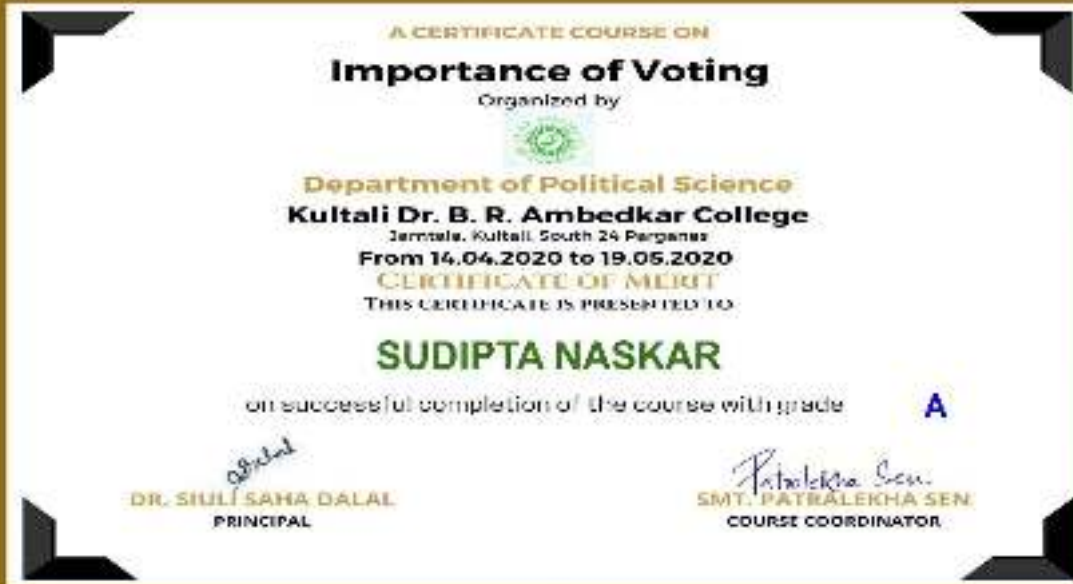 A CERTIFICATE COURSE ON
Importance of Voting
Organized by
Department of Political Science
Kultali Dr. B. R. Ambedkar College
Jamtala, Kultali, South 24 Parganas
From 14.04.2020 to 19.05.2020
CERTIFICATE OF MERIT
THIS CERTIFICATE IS PRESENTED TO
SUDIPTA NASKAR
on successful completion of the course with grade A
Patralekha Sen.
DR. SIULI SAHA DALAL
SMT. PATRALEKHA SEN
PRINCIPAL
COURSE COORDINATOR